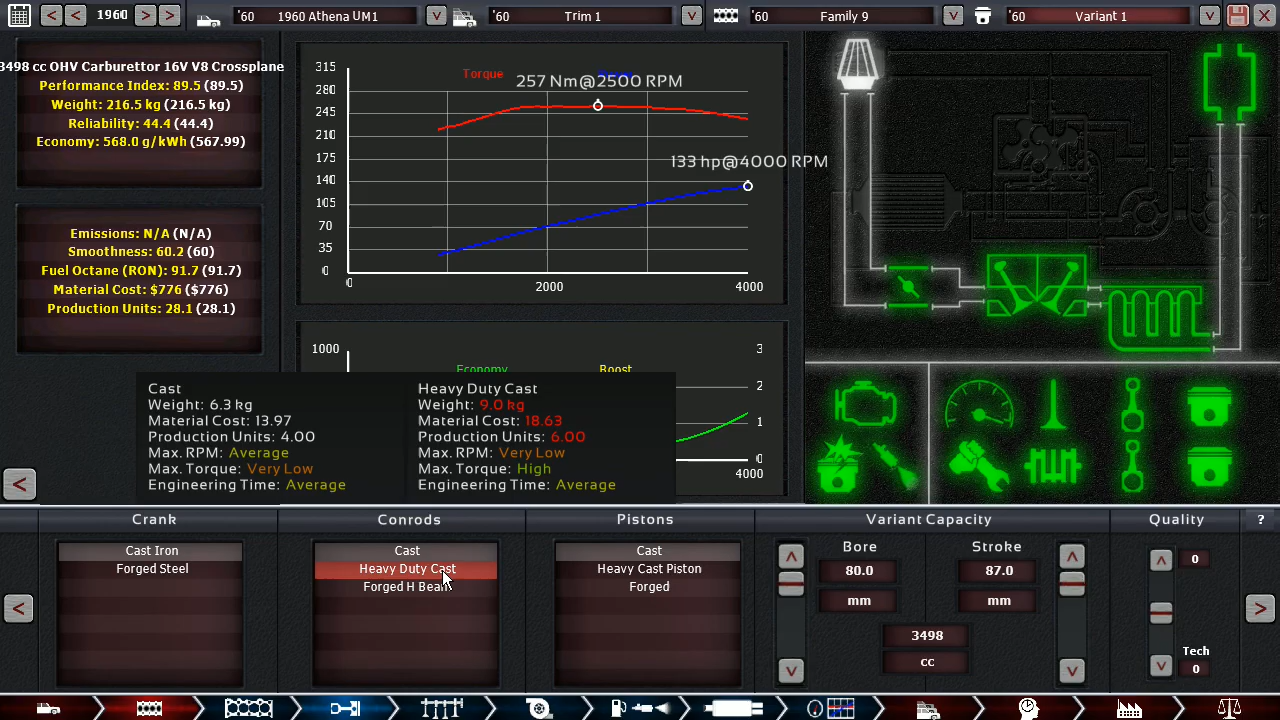 1960
'60 1960 Athena UM1
'60 Trim 1
'60 Family 9
'60 Variant 1
3498 cc OHV Carburettor 16V V8 Crossplane
Performance Index: 89.5 (89.5)
Weight: 216.5 kg (216.5 kg)
Reliability: 44.4 (44.4)
Economy: 568.0 g/kWh (567.99)
Emissions: N/A (N/A)
Smoothness: 60.2 (60)
Fuel Octane (RON): 91.7 (91.7)
Material Cost: $776 ($776)
Production Units: 28.1 (28.1)
Torque
257 Nm@2500 RPM
133 hp@4000 RPM
315
280
245
210
175
140
105
70
35
0
0 2000 4000
1000
Economy Boost
3
2
1
0
4000
Cast
Weight: 6.3 kg
Material Cost: 13.97
Production Units: 4.00
Max. RPM: Average
Max. Torque: Very Low
Engineering Time: Average
Heavy Duty Cast
Weight: 9.0 kg
Material Cost: 18.63
Production Units: 6.00
Max. RPM: Very Low
Max. Torque: High
Engineering Time: Average
Crank
Cast Iron
Forged Steel
Conrods
Cast
Heavy Duty Cast
Forged H Beam
Pistons
Cast
Heavy Cast Piston
Forged
Variant Capacity
Bore
80.0
mm
Stroke
87.0
mm
3498
cc
Quality
0
Tech
0
?